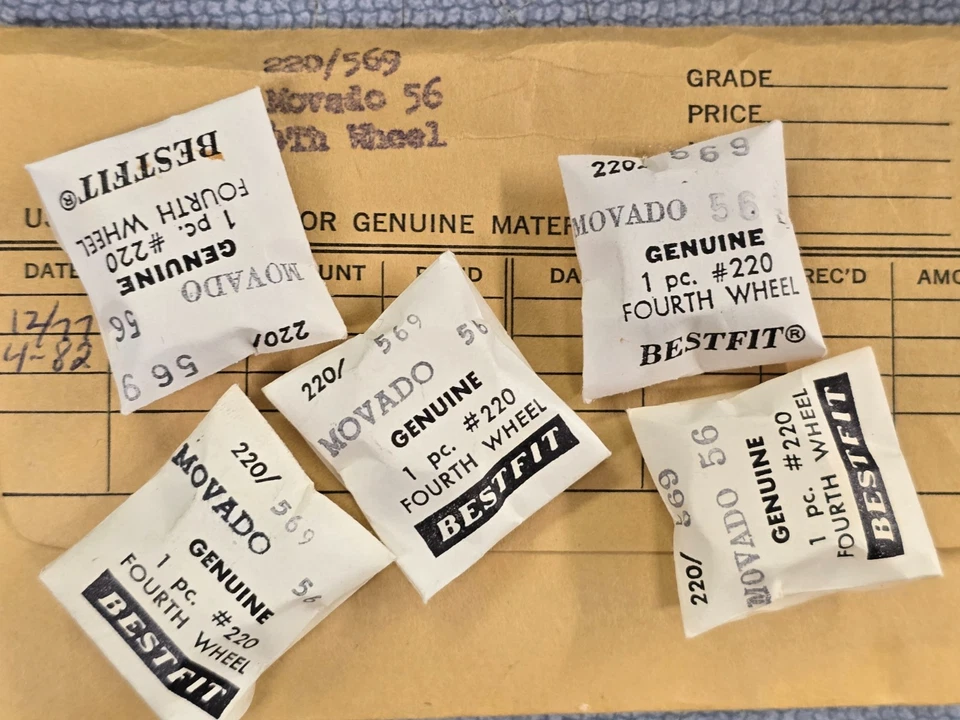 220/569
Movado 56
4Th Wheel
GRADE
PRICE
OR GENUINE MATER
DATE
UNT
DA
REC'D
AMO
12/77
4-82
220/ 569
MOVADO 56
GENUINE
1 pc. #220
FOURTH WHEEL
BESTFIT®
220/ 569
MOVADO 56
GENUINE
1 pc. #220
FOURTH WHEEL
BESTFIT®
220/ 569 56
MOVADO
GENUINE
1 pc. #220
FOURTH WHEEL
BESTFIT
220/ 569
MOVADO 56
GENUINE
1 pc. #220
FOURTH WHEEL
BESTFIT
220/ 569
MOVADO 56
GENUINE
1 pc. #220
FOURTH WHEEL
BESTFIT